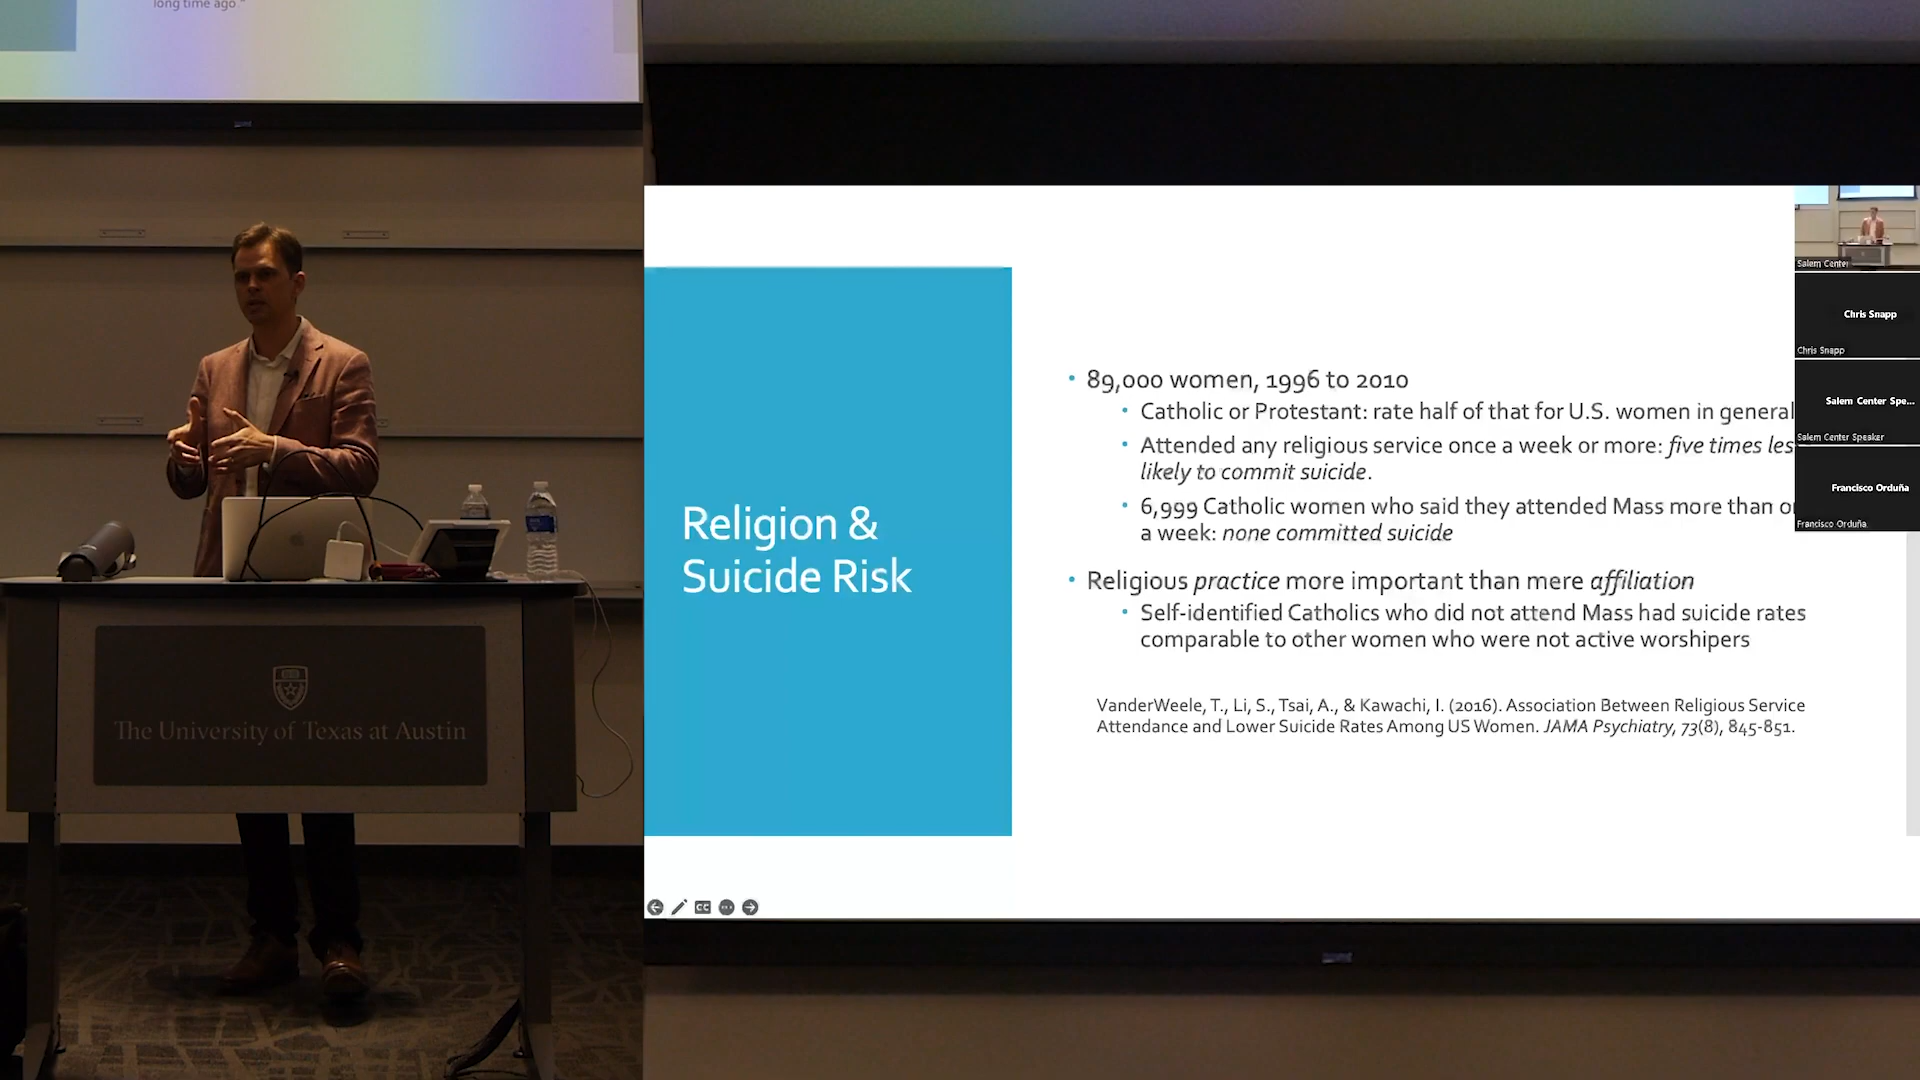 long time ago."
The University of Texas at Austin
Religion &
Suicide Risk
• 89,000 women, 1996 to 2010
• Catholic or Protestant: rate half of that for U.S. women in general
• Attended any religious service once a week or more: five times les
likely to commit suicide.
• 6,999 Catholic women who said they attended Mass more than
a week: none committed suicide
• Religious practice more important than mere affiliation
• Self-identified Catholics who did not attend Mass had suicide rates
comparable to other women who were not active worshipers
VanderWeele, T., Li, S., Tsai, A., & Kawachi, I. (2016). Association Between Religious Service
Attendance and Lower Suicide Rates Among US Women. JAMA Psychiatry, 73(8), 845-851.
CC
Salem Center
Chris Snapp
Chris Snapp
Salem Center Spe...
Salem Center Speaker
Francisco Orduña
Francisco Orduña